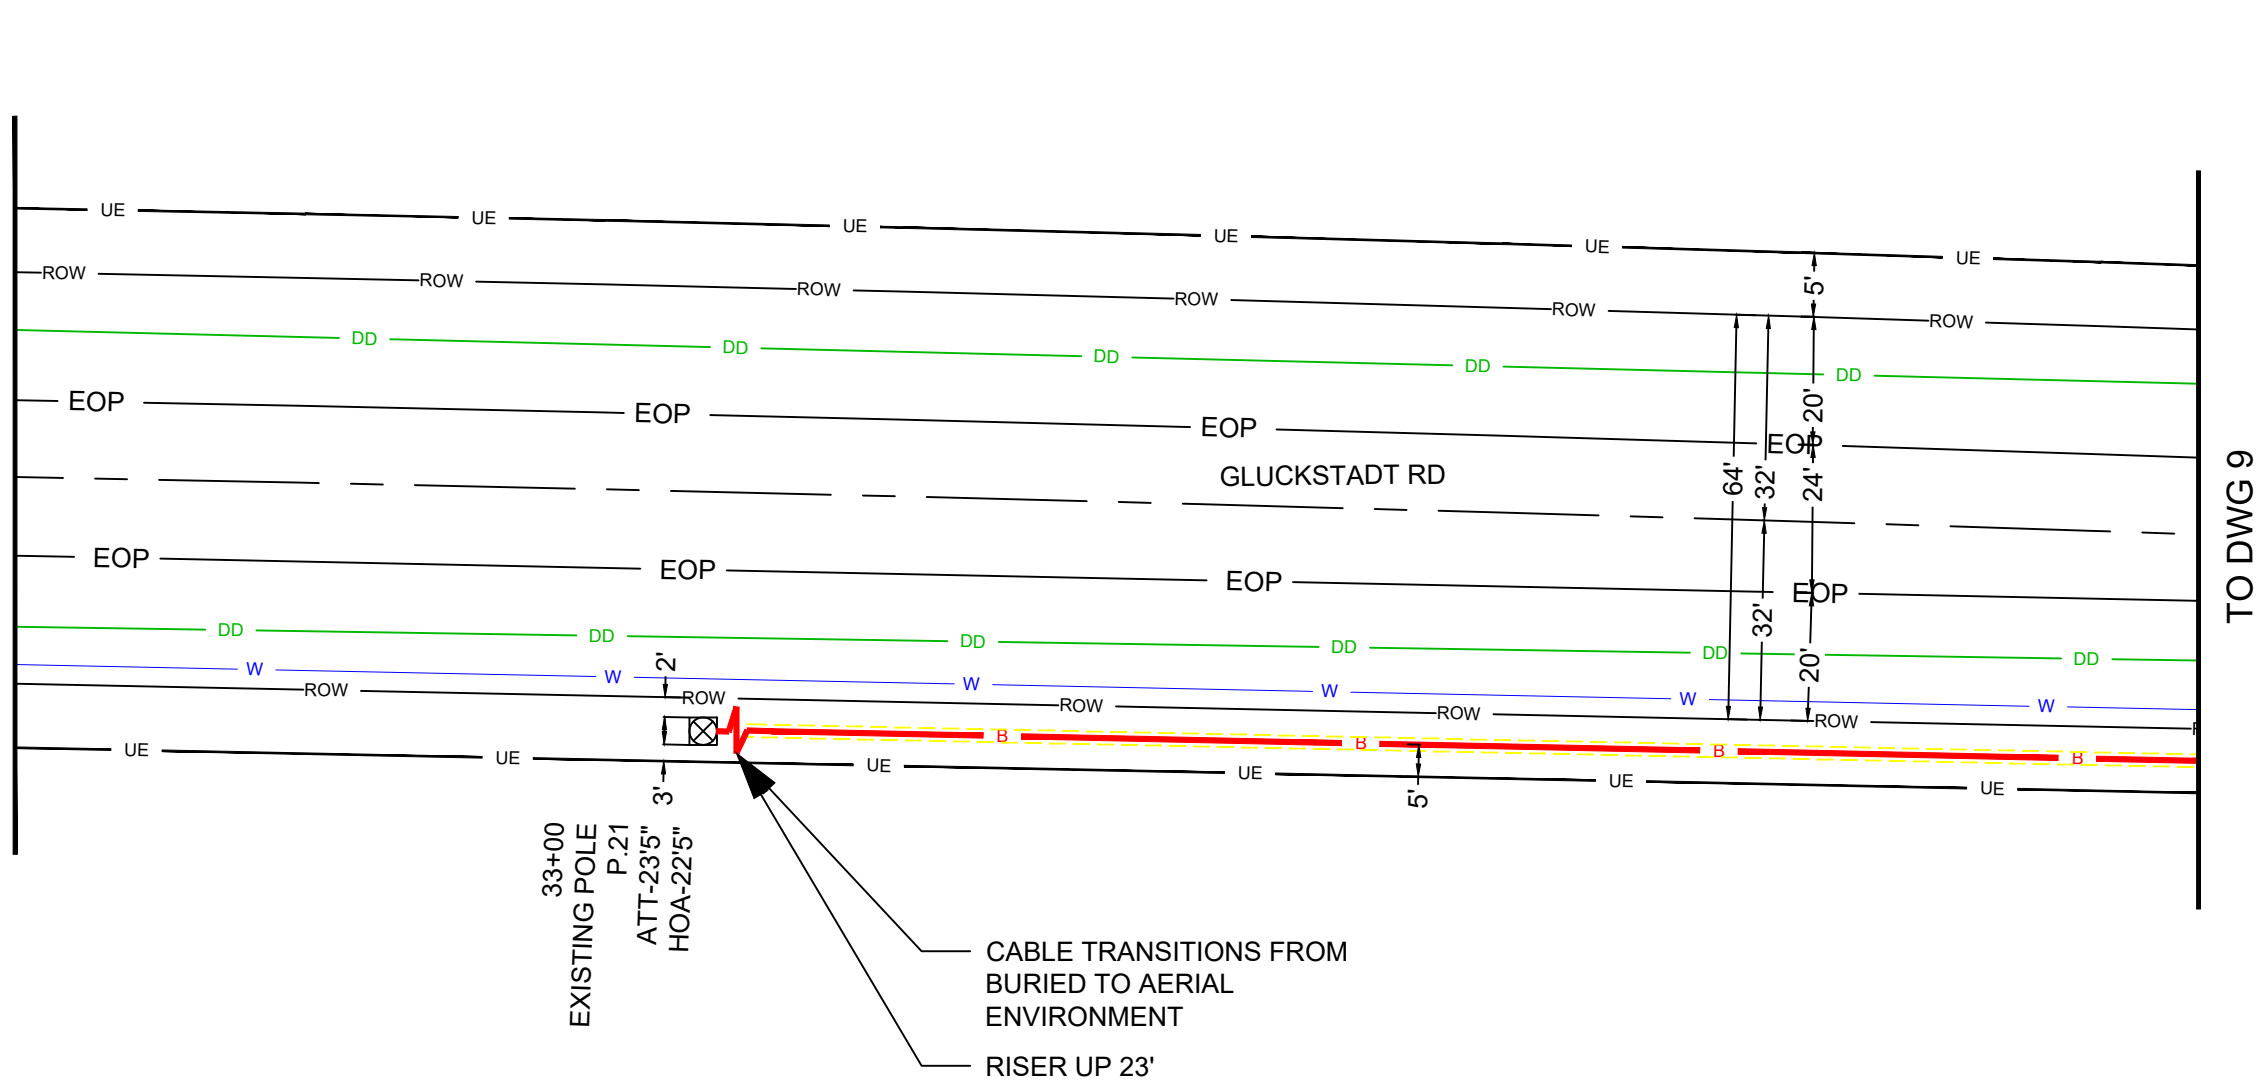 UE UE UE UE UE UE
ROW ROW ROW ROW ROW ROW
5'
DD DD DD DD DD
20'
EOP EOP EOP EOP
GLUCKSTADT RD
64' 32' 24'
TO DWG 9
EOP EOP EOP EOP
32'
20'
DD DD DD DD DD DD
2'
W W W W W W
ROW ROW ROW ROW ROW
B B B B
UE UE UE UE UE UE
3'
5'
33+00
EXISTING POLE
P.21
ATT-23'5"
HOA-22'5"
CABLE TRANSITIONS FROM
BURIED TO AERIAL
ENVIRONMENT
RISER UP 23'